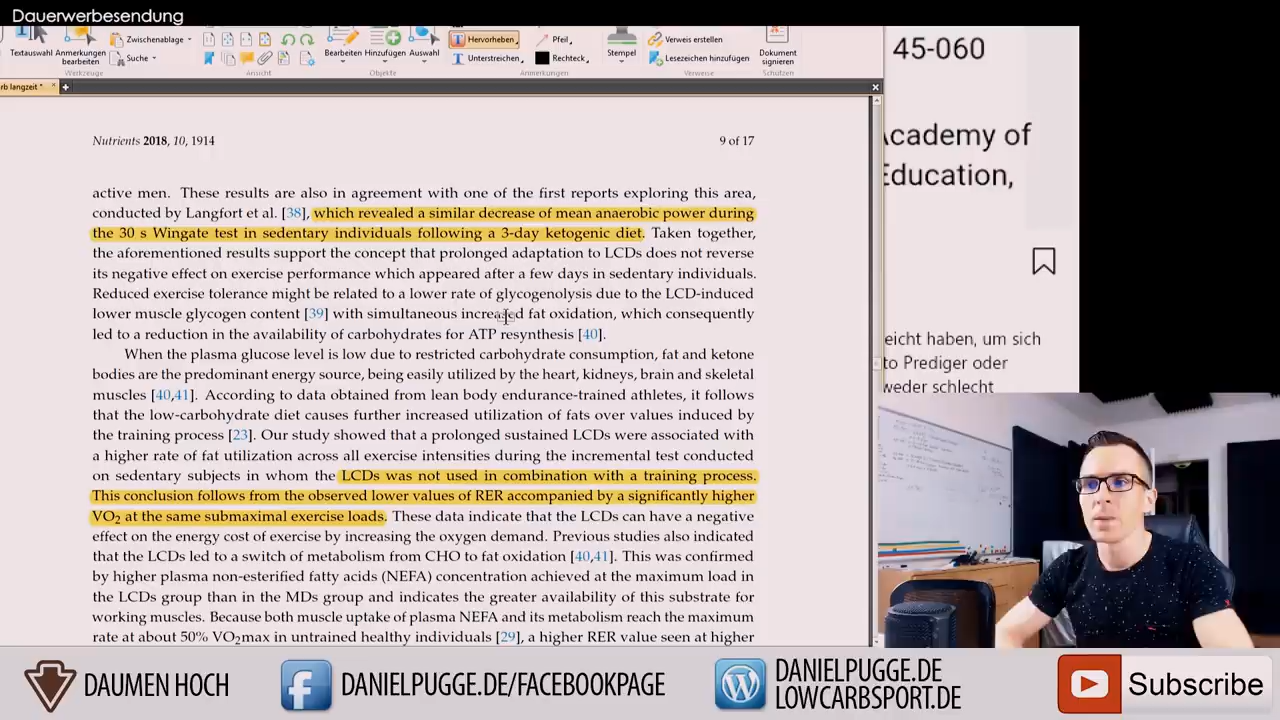 Dauerwerbesendung
Textauswahl
Anmerkungen
bearbeiten
Zwischenablage
Suche
Werkzeuge
Ansicht
Bearbeiten
Hinzufügen
Auswahl
Objekte
Hervorheben
Unterstreichen
Pfeil
Rechteck
Anmerkungen
Stempel
Verweis erstellen
Lesezeichen hinzufügen
Verweise
Dokument
signieren
Schützen
rb langzeit *
Nutrients 2018, 10, 1914
9 of 17
active men. These results are also in agreement with one of the first reports exploring this area,
conducted by Langfort et al. [38], which revealed a similar decrease of mean anaerobic power during
the 30 s Wingate test in sedentary individuals following a 3-day ketogenic diet. Taken together,
the aforementioned results support the concept that prolonged adaptation to LCDs does not reverse
its negative effect on exercise performance which appeared after a few days in sedentary individuals.
Reduced exercise tolerance might be related to a lower rate of glycogenolysis due to the LCD-induced
lower muscle glycogen content [39] with simultaneous increased fat oxidation, which consequently
led to a reduction in the availability of carbohydrates for ATP resynthesis [40].
When the plasma glucose level is low due to restricted carbohydrate consumption, fat and ketone
bodies are the predominant energy source, being easily utilized by the heart, kidneys, brain and skeletal
muscles [40,41]. According to data obtained from lean body endurance-trained athletes, it follows
that the low-carbohydrate diet causes further increased utilization of fats over values induced by
the training process [23]. Our study showed that a prolonged sustained LCDs were associated with
a higher rate of fat utilization across all exercise intensities during the incremental test conducted
on sedentary subjects in whom the LCDs was not used in combination with a training process.
This conclusion follows from the observed lower values of RER accompanied by a significantly higher
VO2 at the same submaximal exercise loads. These data indicate that the LCDs can have a negative
effect on the energy cost of exercise by increasing the oxygen demand. Previous studies also indicated
that the LCDs led to a switch of metabolism from CHO to fat oxidation [40,41]. This was confirmed
by higher plasma non-esterified fatty acids (NEFA) concentration achieved at the maximum load in
the LCDs group than in the MDs group and indicates the greater availability of this substrate for
working muscles. Because both muscle uptake of plasma NEFA and its metabolism reach the maximum
rate at about 50% VO2max in untrained healthy individuals [29], a higher RER value seen at higher
45-060
Academy of
Education,
eicht haben, um sich
to Prediger oder
weder schlecht
DAUMEN HOCH
DANIELPUGGE.DE/FACEBOOKPAGE
DANIELPUGGE.DE
LOWCARBSPORT.DE
Subscribe